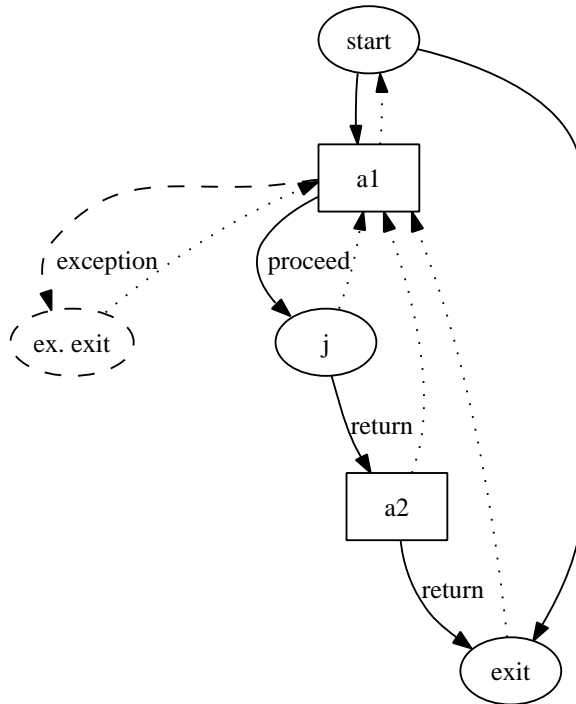 start
a1
exception
proceed
ex. exit
j
return
a2
return
exit